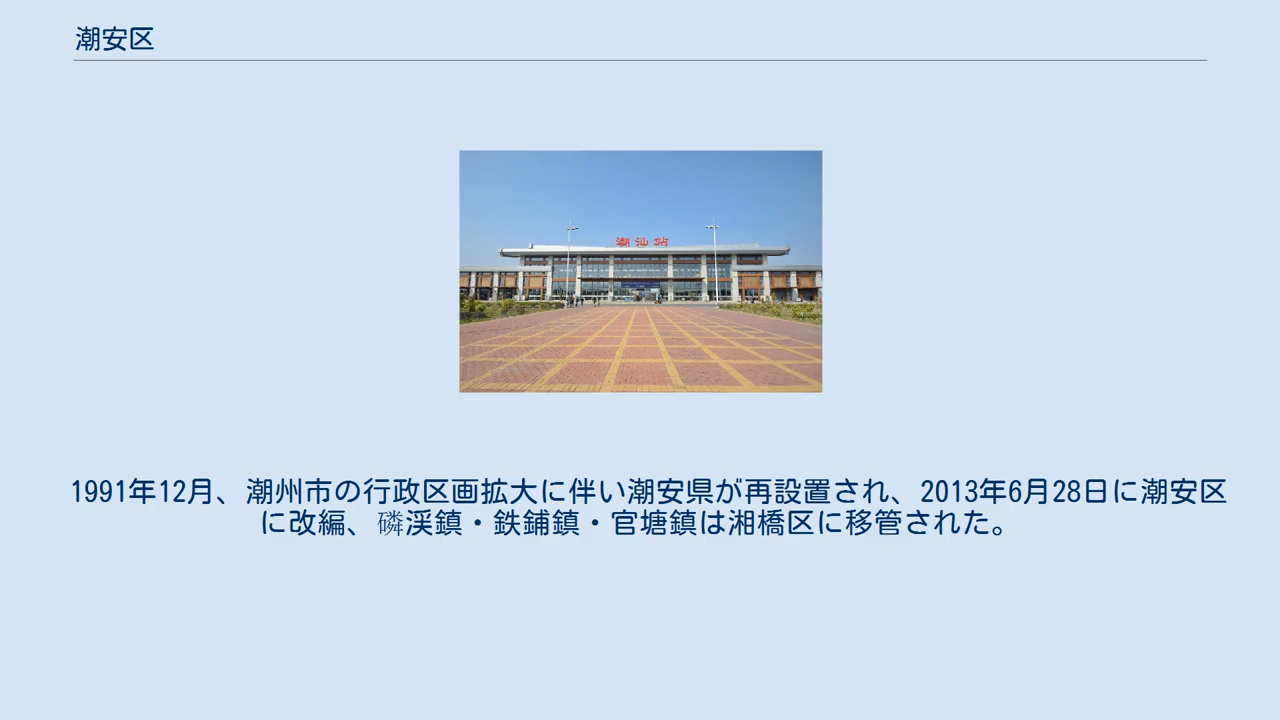 潮安区
潮汕站
1991年12月、潮州市の行政区画拡大に伴い潮安県が再設置され、2013年6月28日に潮安区
に改編、磷渓鎮・鉄鋪鎮・官塘鎮は湘橋区に移管された。